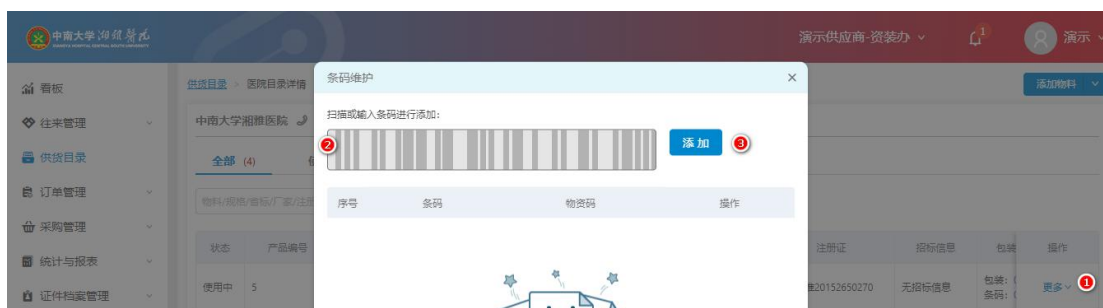 中南大学湘雅医院
演示供应商-资装办
1
演示
看板
供货目录 > 医院目录详情
条码维护
×
添加物料
往来管理
中南大学湘雅医院
扫描或输入条码进行添加:
供货目录
全部 (4)
2
添加
3
订单管理
物料/规格/省标/厂家/注册
序号 条码 物资码 操作
采购管理
状态 产品编号
注册证 招标信息 包装 操作
统计与报表
证件档案管理
使用中 5
准20152650270 无招标信息
包装:
条码:
更多
1